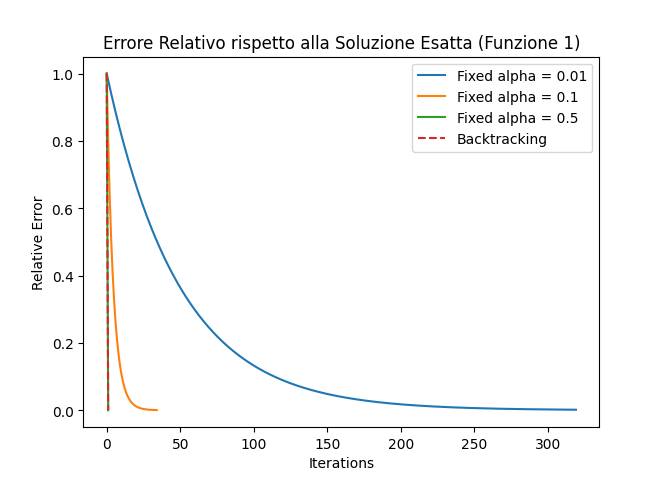 Errore Relativo rispetto alla Soluzione Esatta (Funzione 1)
Fixed alpha = 0.01
Fixed alpha = 0.1
Fixed alpha = 0.5
Backtracking
Relative Error
1.0
0.8
0.6
0.4
0.2
0.0
0 50 100 150 200 250 300
Iterations